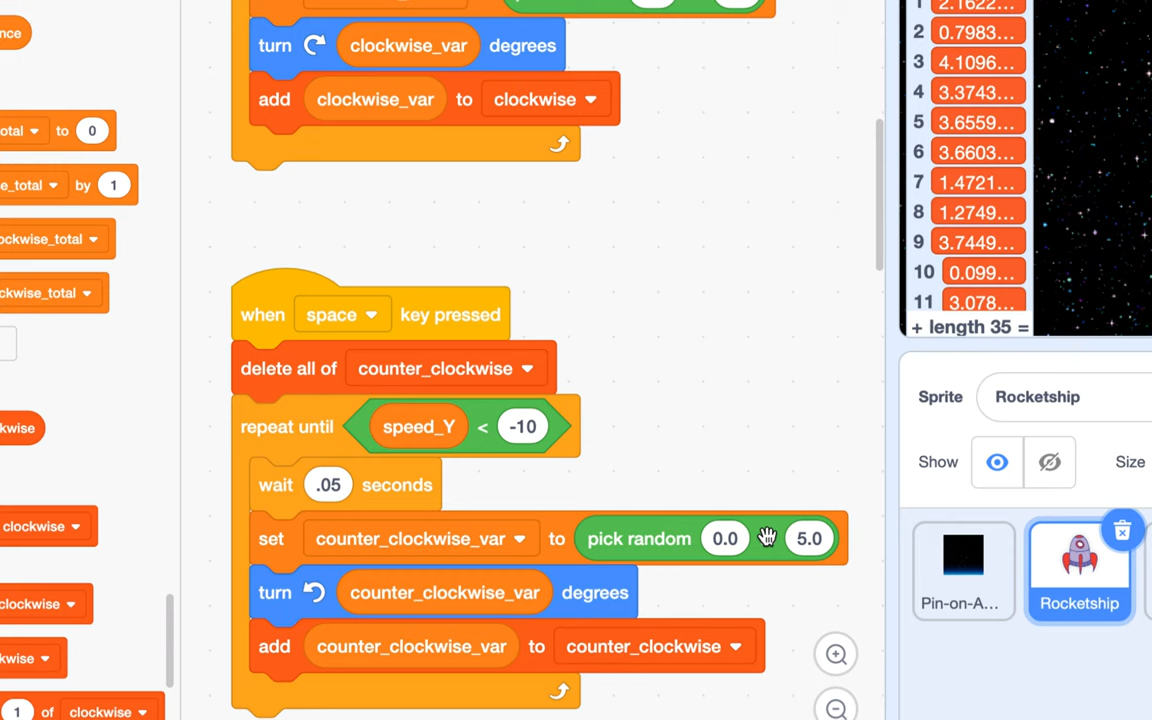 nce
turn clockwise_var degrees
add clockwise_var to clockwise
otal to 0
e_total by 1
ockwise_total
ckwise_total
kwise
clockwise
clockwise
kwise
1 of clockwise
when space key pressed
delete all of counter_clockwise
repeat until speed_Y < -10
wait .05 seconds
set counter_clockwise_var to pick random 0.0 5.0
turn counter_clockwise_var degrees
add counter_clockwise_var to counter_clockwise
1 2.1622...
2 0.7983...
3 4.1096...
4 3.3743...
5 3.6559...
6 3.6603...
7 1.4721...
8 1.2749...
9 3.7449...
10 0.099...
11 3.078...
+ length 35 =
Sprite Rocketship
Show Size
Pin-on-A... Rocketship